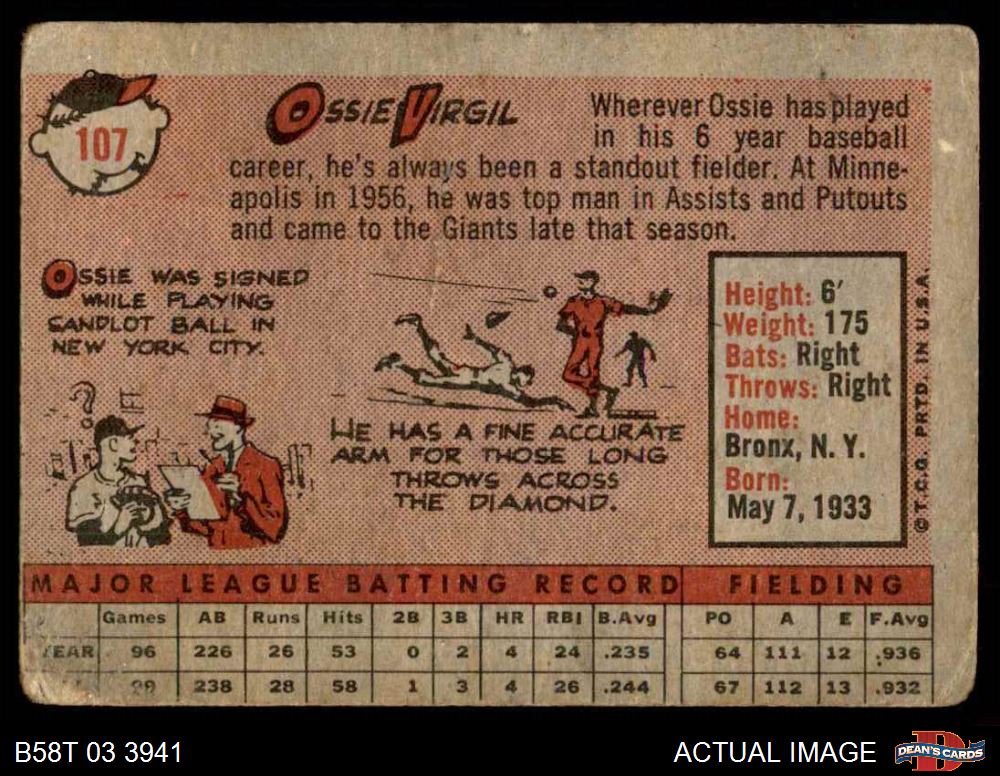 107
OSSIE VIRGIL
Wherever Ossie has played
in his 6 year baseball
career, he's always been a standout fielder. At Minne-
apolis in 1956, he was top man in Assists and Putouts
and came to the Giants late that season.
OSSIE WAS SIGNED
WHILE PLAYING
SANDLOT BALL IN
NEW YORK CITY.
?
HE HAS A FINE ACCURATE
ARM FOR THOSE LONG
THROWS ACROSS
THE DIAMOND.
Height: 6'
Weight: 175
Bats: Right
Throws: Right
Home:
Bronx, N. Y.
Born:
May 7, 1933
© T.C.G. PRTD. IN U.S.A.
MAJOR LEAGUE BATTING RECORD FIELDING
Games AB Runs Hits 2B 3B HR RBI B.Avg PO A E F.Avg
YEAR 96 226 26 53 0 2 4 24 .235 64 111 12 .936
99 238 28 58 1 3 4 26 .244 67 112 13 .932
B58T 03 3941
ACTUAL IMAGE
DEAN'S CARDS